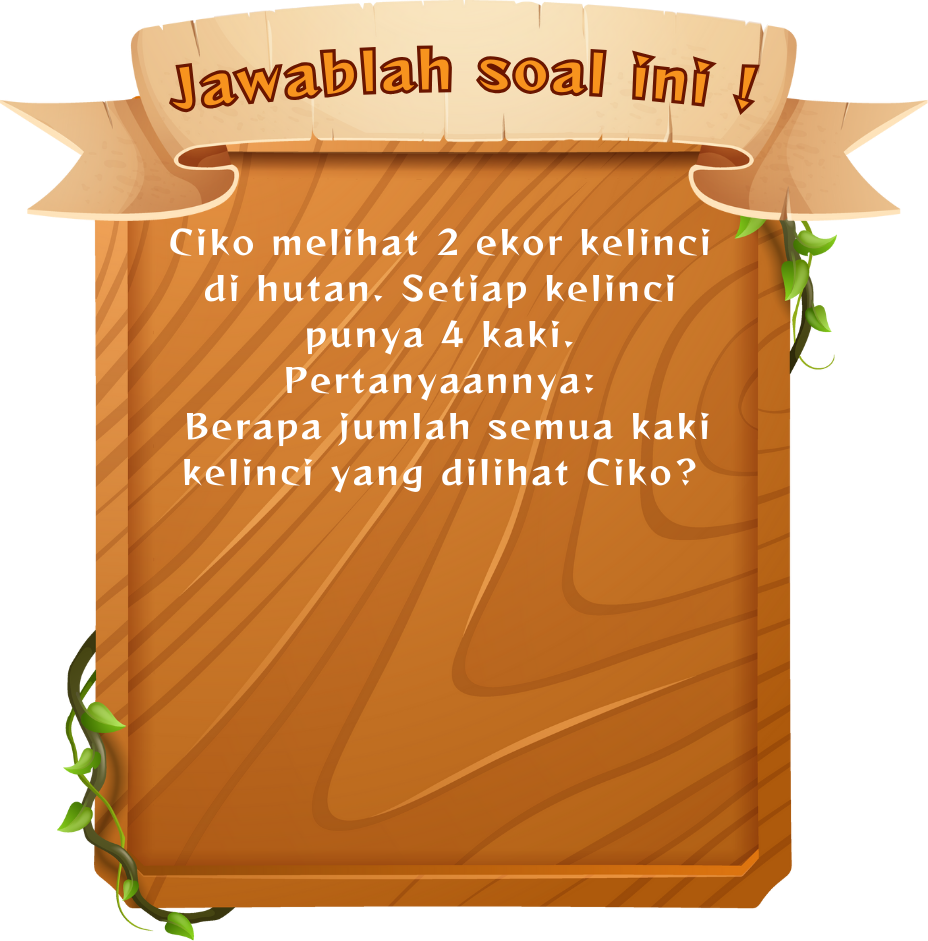 Jawablah soal ini !
Ciko melihat 2 ekor kelinci
di hutan. Setiap kelinci
punya 4 kaki.
Pertanyaannya:
Berapa jumlah semua kaki
kelinci yang dilihat Ciko?